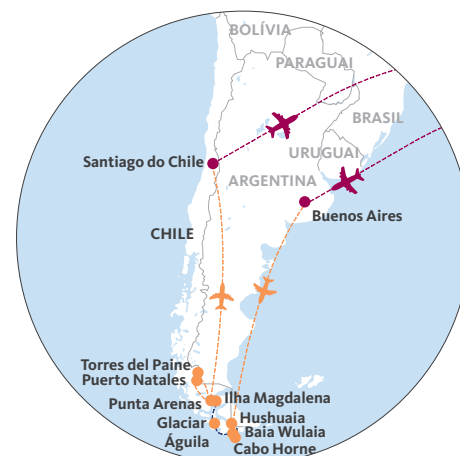 BOLÍVIA
PARAGUAI
BRASIL
Santiago do Chile
URUGUAI
ARGENTINA
Buenos Aires
CHILE
Torres del Paine
Puerto Natales
Punta Arenas
Ilha Magdalena
Glaciar
Águila
Hushuaia
Baia Wulaia
Cabo Horne